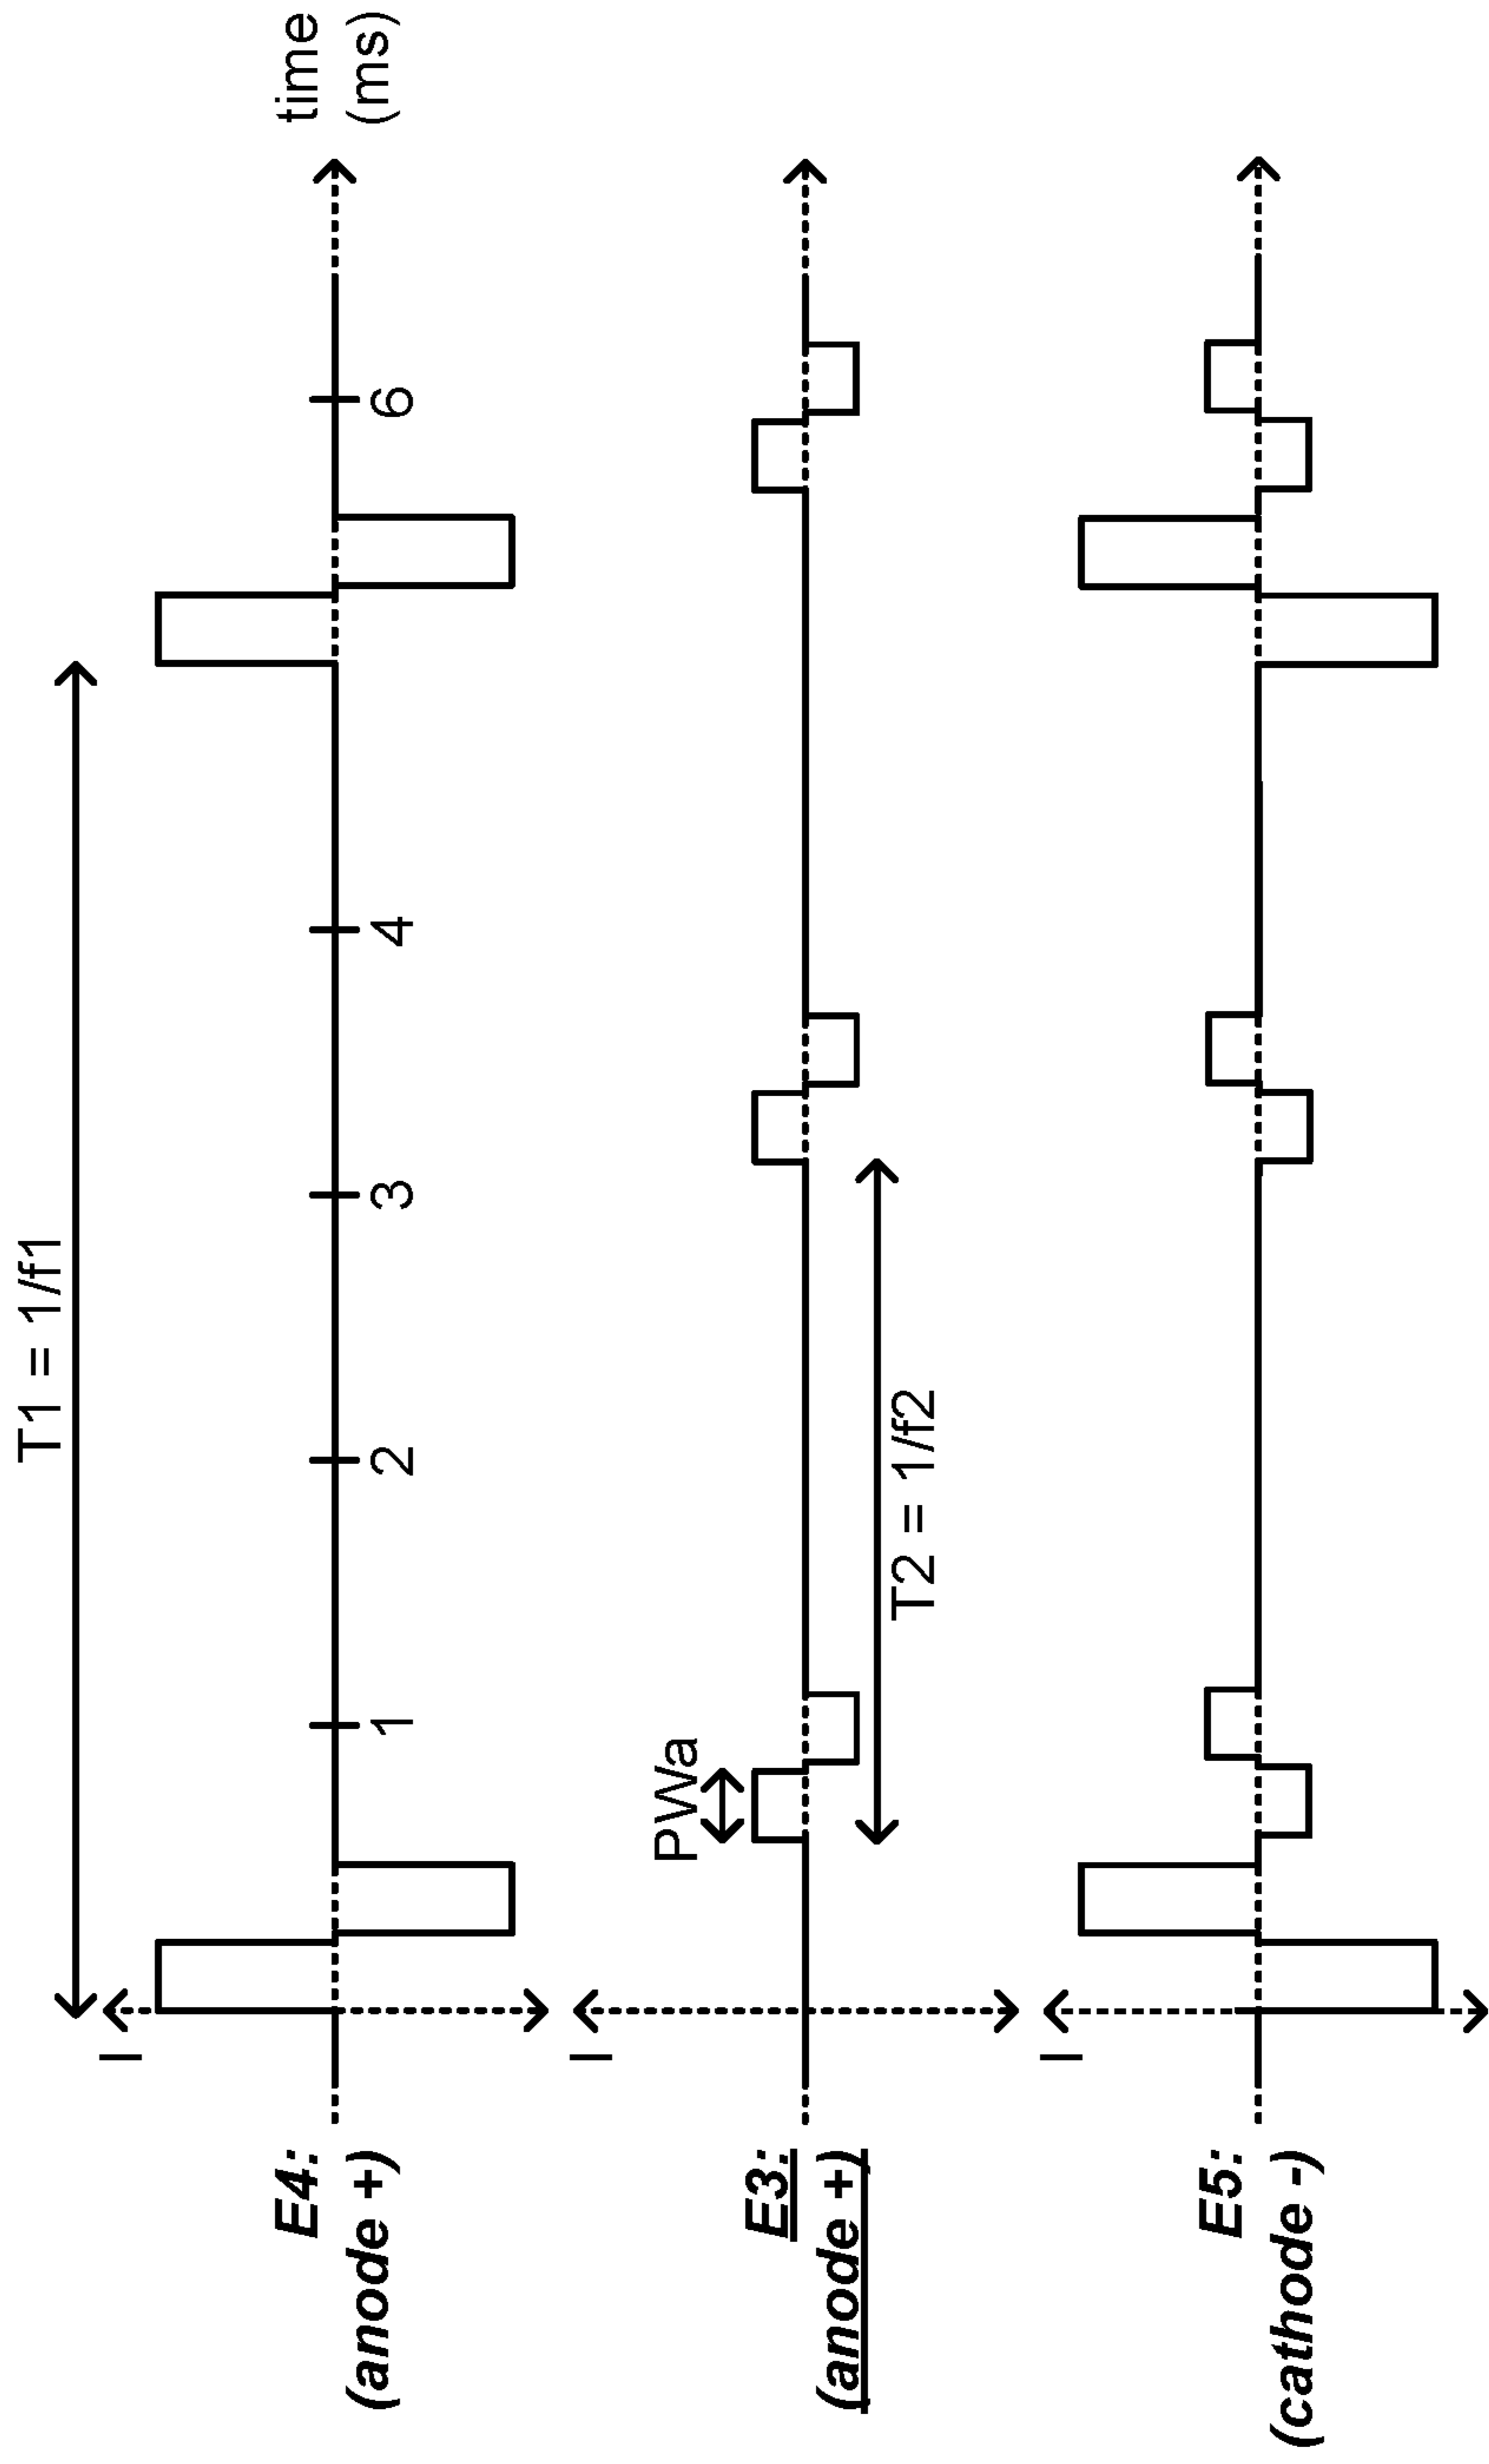 T1 = 1/f1
I
E4:
(anode +)
1
2
3
4
6
time
(ms)
I
E3:
(anode +)
PWa
T2 = 1/f2
I
E5:
(cathode -)